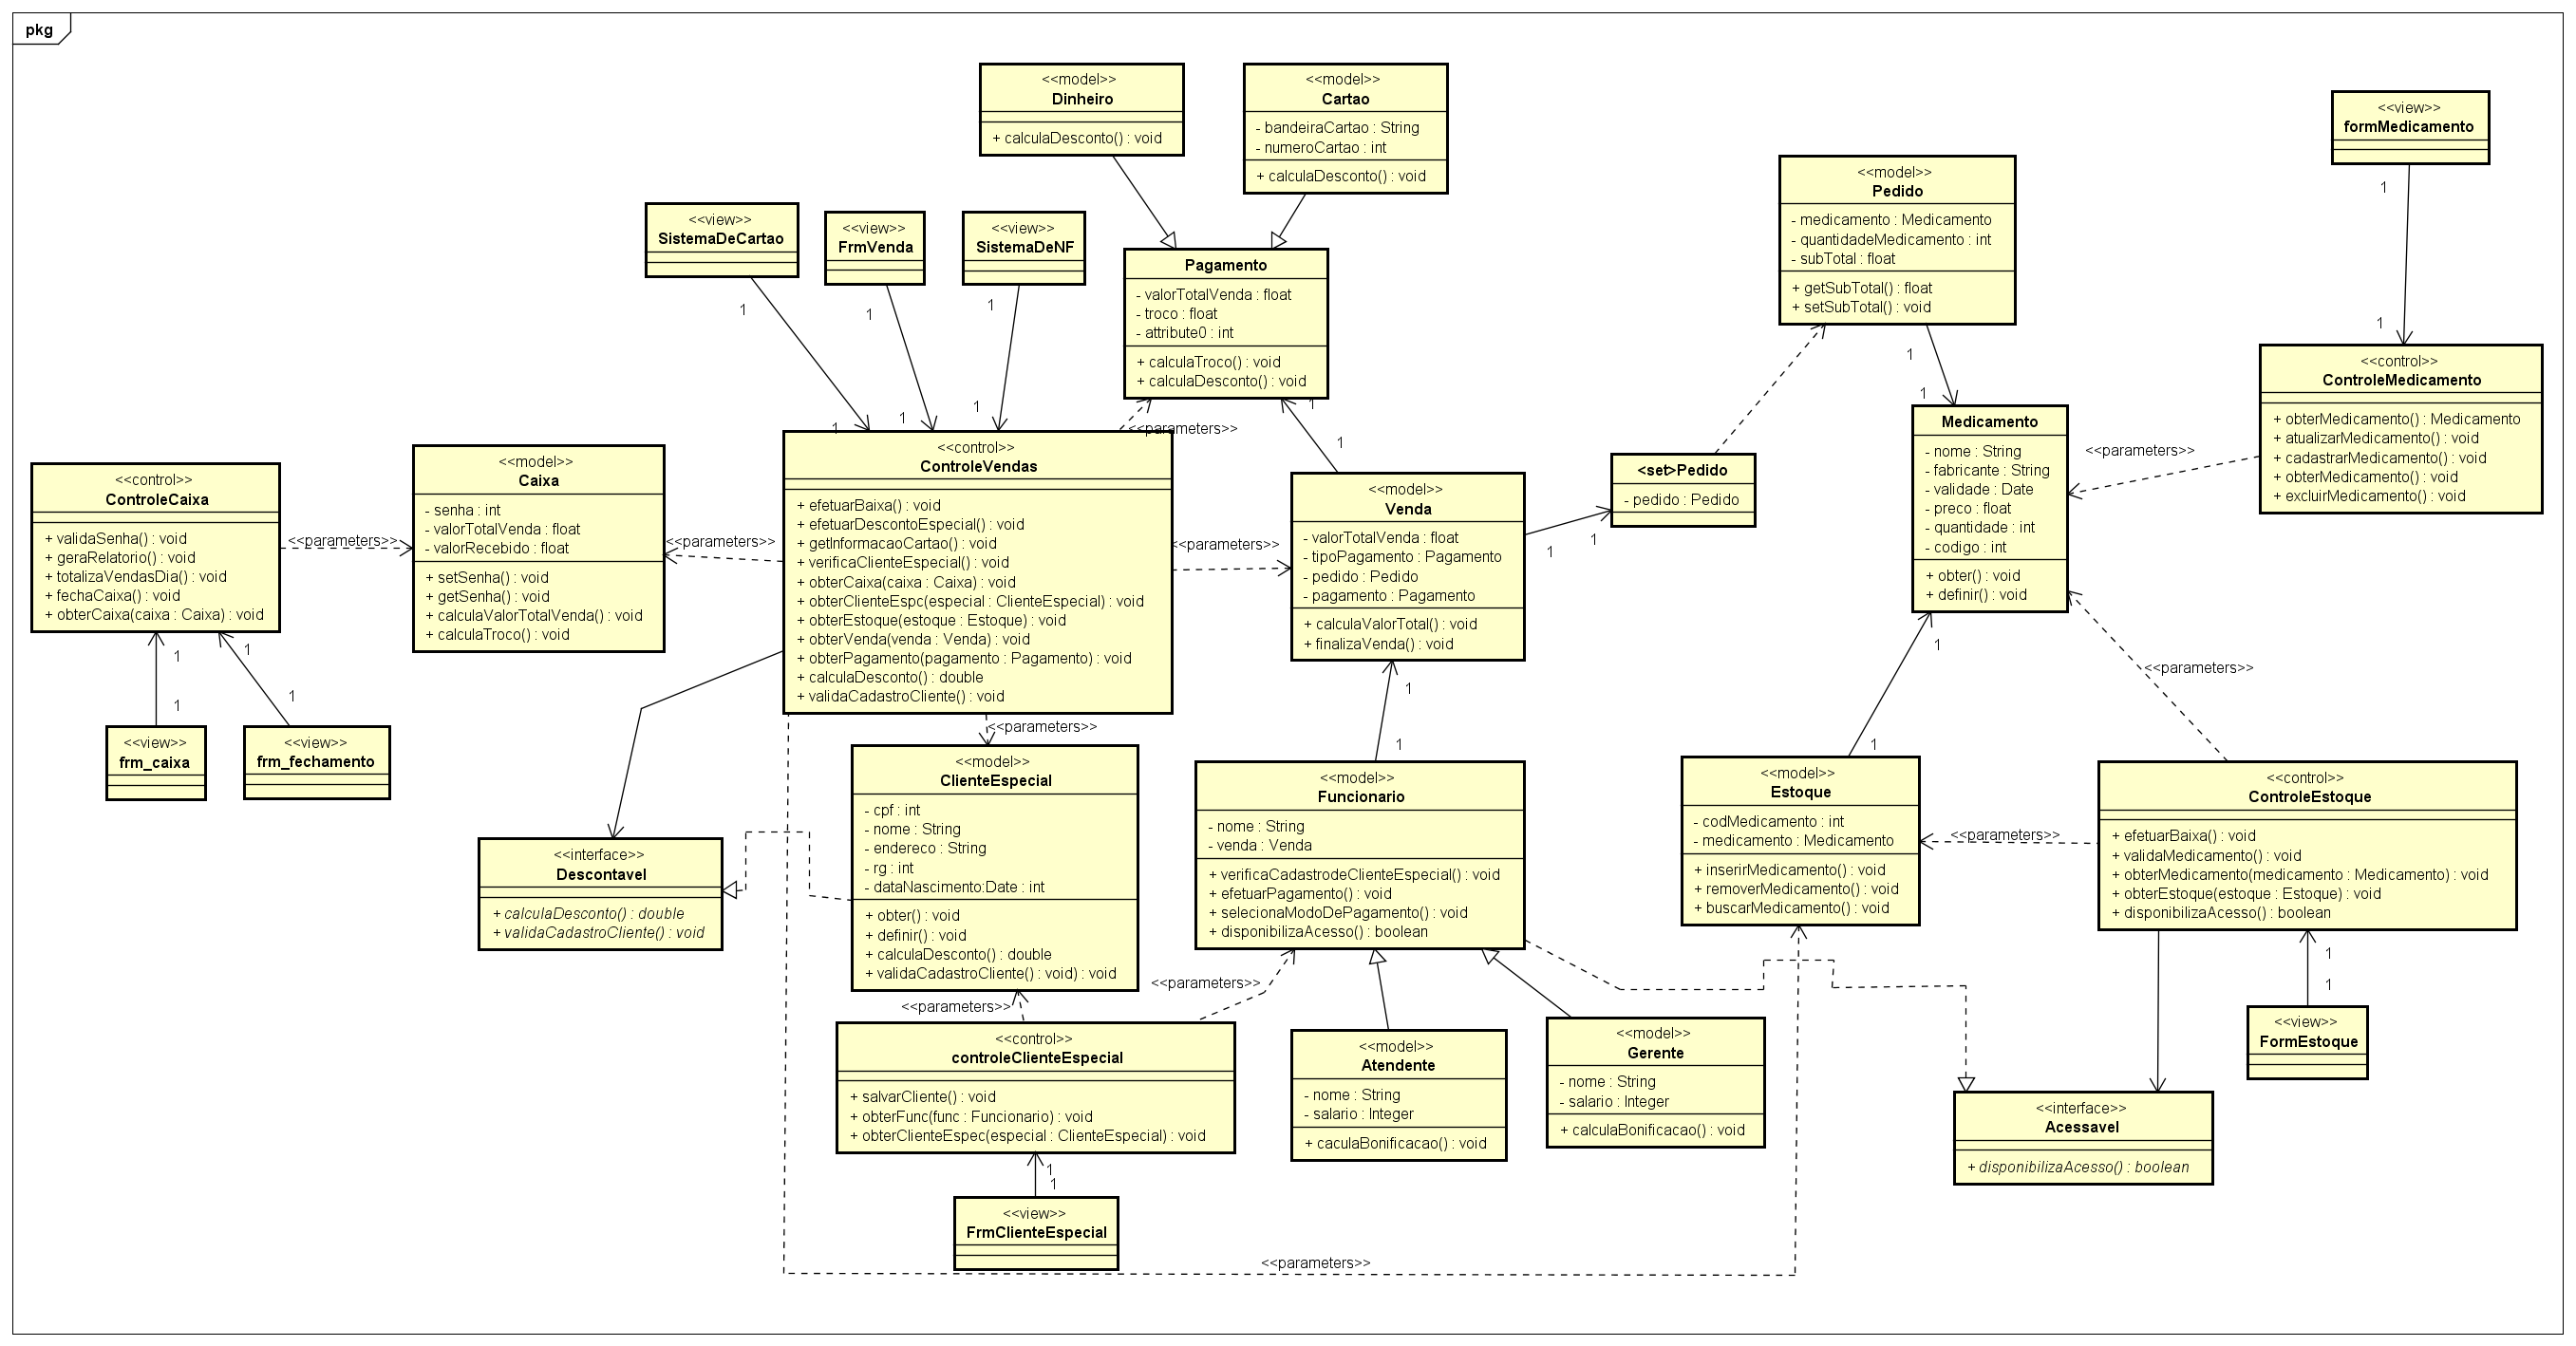 pkg
<<model>>
Dinheiro
+ calculaDesconto() : void
<<model>>
Cartao
- bandeiraCartao : String
- numeroCartao : int
+ calculaDesconto() : void
<<view>>
formMedicamento
1
1
<<model>>
Pedido
- medicamento : Medicamento
- quantidadeMedicamento : int
- subTotal : float
+ getSubTotal() : float
+ setSubTotal() : void
1
1
<<view>>
SistemaDeCartao
1
1
<<view>>
FrmVenda
1
1
<<view>>
SistemaDeNF
1
1
Pagamento
- valorTotalVenda : float
- troco : float
- attribute0 : int
+ calculaTroco() : void
+ calculaDesconto() : void
1
1
<<parameters>>
<<control>>
ControleMedicamento
+ obterMedicamento() : Medicamento
+ atualizarMedicamento() : void
+ cadastrarMedicamento() : void
+ obterMedicamento() : void
+ excluirMedicamento() : void
<<parameters>>
Medicamento
- nome : String
- fabricante : String
- validade : Date
- preco : float
- quantidade : int
- codigo : int
+ obter() : void
+ definir() : void
<<control>>
ControleCaixa
+ validaSenha() : void
+ geraRelatorio() : void
+ totalizaVendasDia() : void
+ fechaCaixa() : void
+ obterCaixa(caixa : Caixa) : void
<<parameters>>
<<model>>
Caixa
- senha : int
- valorTotalVenda : float
- valorRecebido : float
+ setSenha() : void
+ getSenha() : void
+ calculaValorTotalVenda() : void
+ calculaTroco() : void
<<parameters>>
<<control>>
ControleVendas
+ efetuarBaixa() : void
+ efetuarDescontoEspecial() : void
+ getInformacaoCartao() : void
+ verificaClienteEspecial() : void
+ obterCaixa(caixa : Caixa) : void
+ obterClienteEspc(especial : ClienteEspecial) : void
+ obterEstoque(estoque : Estoque) : void
+ obterVenda(venda : Venda) : void
+ obterPagamento(pagamento : Pagamento) : void
+ calculaDesconto() : double
+ validaCadastroCliente() : void
<<parameters>>
<<model>>
Venda
- valorTotalVenda : float
- tipoPagamento : Pagamento
- pedido : Pedido
- pagamento : Pagamento
+ calculaValorTotal() : void
+ finalizaVenda() : void
1
1
<set>Pedido
- pedido : Pedido
1
1
1
1
<<view>>
frm_caixa
<<view>>
frm_fechamento
<<parameters>>
<<model>>
ClienteEspecial
- cpf : int
- nome : String
- endereco : String
- rg : int
- dataNascimento:Date : int
+ obter() : void
+ definir() : void
+ calculaDesconto() : double
+ validaCadastroCliente() : void) : void
1
1
<<model>>
Funcionario
- nome : String
- venda : Venda
+ verificaCadastrodeClienteEspecial() : void
+ efetuarPagamento() : void
+ selecionaModoDePagamento() : void
+ disponibilizaAcesso() : boolean
1
1
<<parameters>>
<<model>>
Estoque
- codMedicamento : int
- medicamento : Medicamento
+ inserirMedicamento() : void
+ removerMedicamento() : void
+ buscarMedicamento() : void
<<parameters>>
<<control>>
ControleEstoque
+ efetuarBaixa() : void
+ validaMedicamento() : void
+ obterMedicamento(medicamento : Medicamento) : void
+ obterEstoque(estoque : Estoque) : void
+ disponibilizaAcesso() : boolean
<<interface>>
Descontavel
+ calculaDesconto() : double
+ validaCadastroCliente() : void
<<parameters>>
<<parameters>>
1
1
<<view>>
FormEstoque
<<control>>
controleClienteEspecial
+ salvarCliente() : void
+ obterFunc(func : Funcionario) : void
+ obterClienteEspec(especial : ClienteEspecial) : void
<<model>>
Atendente
- nome : String
- salario : Integer
+ caculaBonificacao() : void
<<model>>
Gerente
- nome : String
- salario : Integer
+ calculaBonificacao() : void
<<interface>>
Acessavel
+ disponibilizaAcesso() : boolean
1
1
<<view>>
FrmClienteEspecial
<<parameters>>